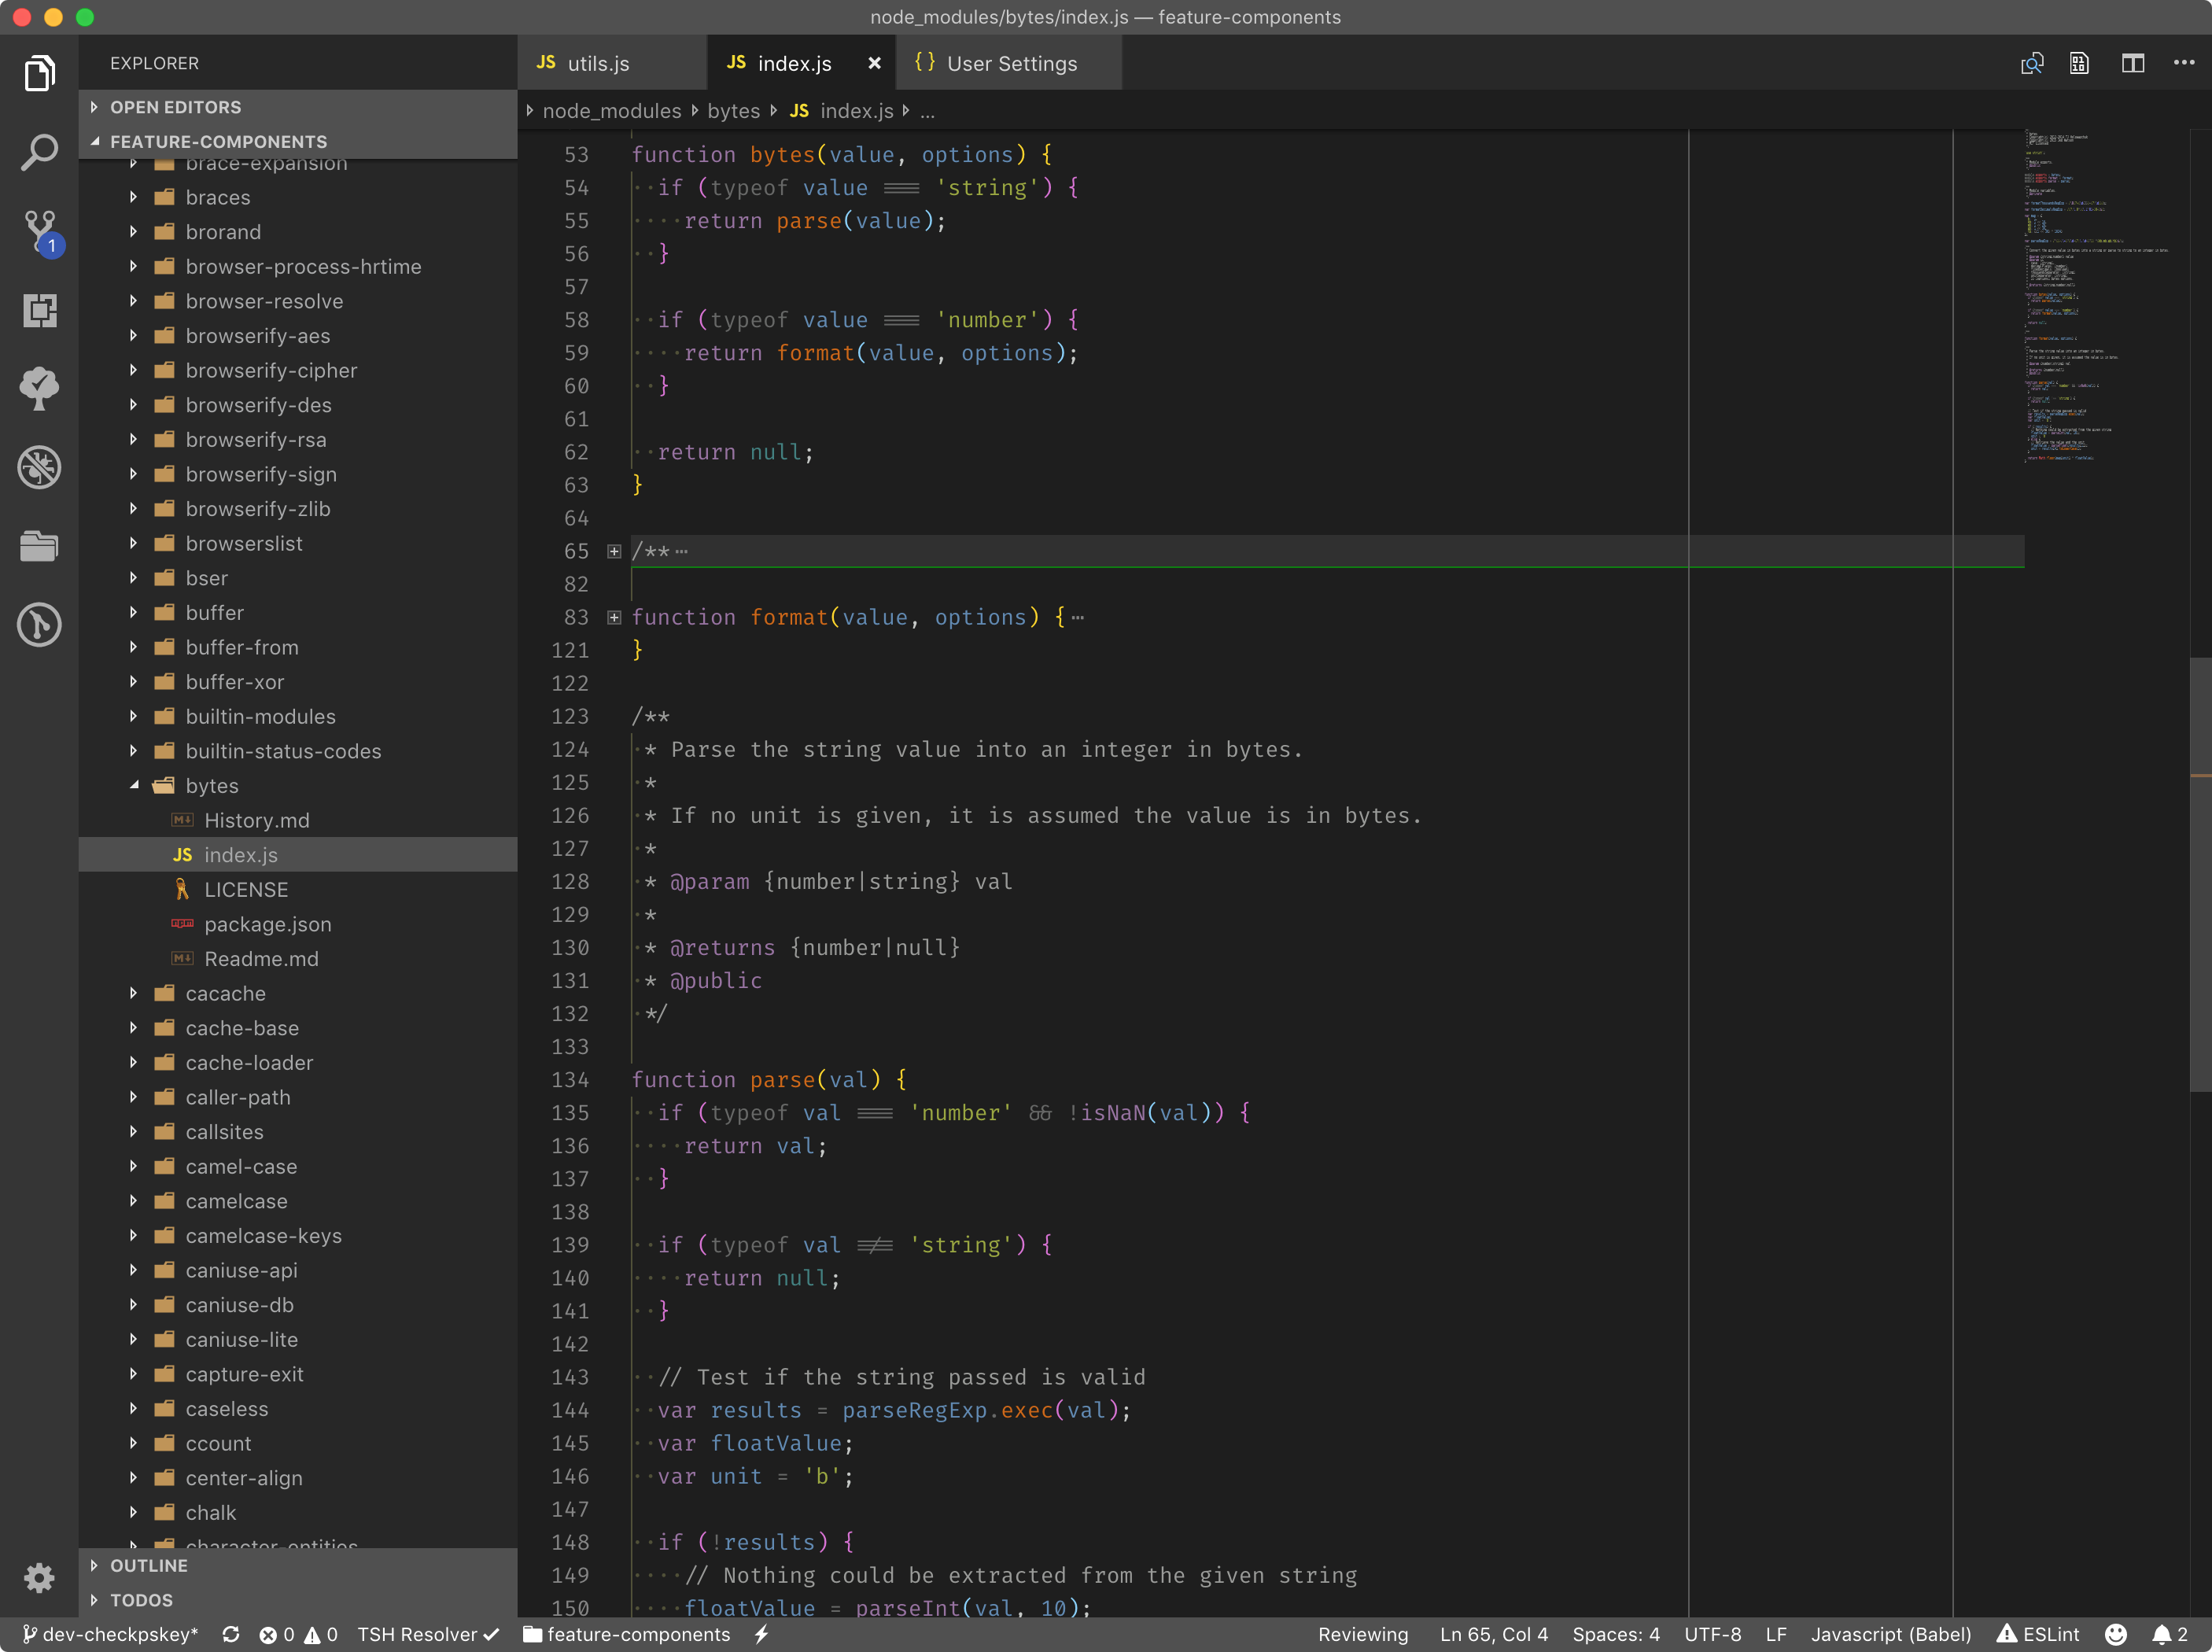 node_modules/bytes/index.js — feature-components
EXPLORER
OPEN EDITORS
FEATURE-COMPONENTS
brace-expansion
braces
brorand
browser-process-hrtime
browser-resolve
browserify-aes
browserify-cipher
browserify-des
browserify-rsa
browserify-sign
browserify-zlib
browserslist
bser
buffer
buffer-from
buffer-xor
builtin-modules
builtin-status-codes
bytes
M↓ History.md
JS index.js
LICENSE
package.json
M↓ Readme.md
cacache
cache-base
cache-loader
caller-path
callsites
camel-case
camelcase
camelcase-keys
caniuse-api
caniuse-db
caniuse-lite
capture-exit
caseless
ccount
center-align
chalk
character-entities
OUTLINE
TODOS
1
JS utils.js
JS index.js ×
{ } User Settings
node_modules bytes JS index.js ...
53 function bytes(value, options) {
54 if (typeof value === 'string') {
55 return parse(value);
56 }
57
58 if (typeof value === 'number') {
59 return format(value, options);
60 }
61
62 return null;
63 }
64
65 /** ...
82
83 function format(value, options) { ...
121 }
122
123 /**
124 * Parse the string value into an integer in bytes.
125 *
126 * If no unit is given, it is assumed the value is in bytes.
127 *
128 * @param {number|string} val
129 *
130 * @returns {number|null}
131 * @public
132 */
133
134 function parse(val) {
135 if (typeof val === 'number' && !isNaN(val)) {
136 return val;
137 }
138
139 if (typeof val !== 'string') {
140 return null;
141 }
142
143 // Test if the string passed is valid
144 var results = parseRegExp.exec(val);
145 var floatValue;
146 var unit = 'b';
147
148 if (!results) {
149 // Nothing could be extracted from the given string
150 floatValue = parseInt(val, 10);
dev-checkpskey* 0 0 TSH Resolver ✓ feature-components Reviewing Ln 65, Col 4 Spaces: 4 UTF-8 LF Javascript (Babel) ESLint 2